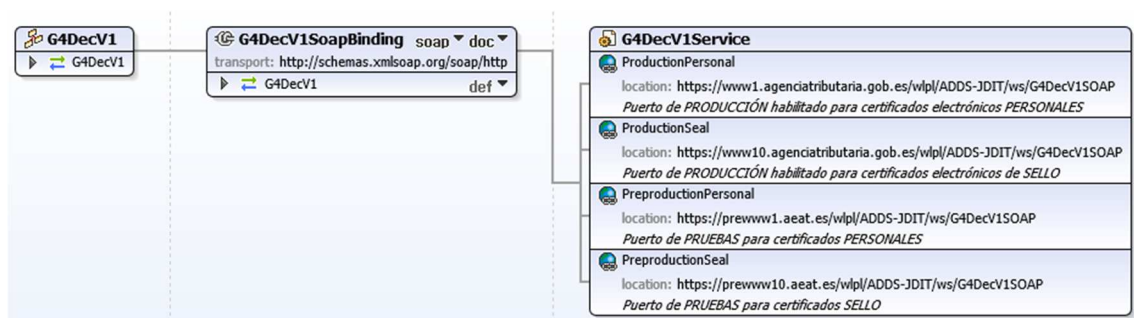 G4DecV1
G4DecV1
G4DecV1SoapBinding soap doc
transport: http://schemas.xmlsoap.org/soap/http
G4DecV1 def
G4DecV1Service
ProductionPersonal
location: https://www1.agenciatributaria.gob.es/wlpl/ADDS-JDIT/ws/G4DecV1SOAP
Puerto de PRODUCCIÓN habilitado para certificados electrónicos PERSONALES
ProductionSeal
location: https://www10.agenciatributaria.gob.es/wlpl/ADDS-JDIT/ws/G4DecV1SOAP
Puerto de PRODUCCIÓN habilitado para certificados electrónicos de SELLO
PreproductionPersonal
location: https://prewww1.aeat.es/wlpl/ADDS-JDIT/ws/G4DecV1SOAP
Puerto de PRUEBAS para certificados PERSONALES
PreproductionSeal
location: https://prewww10.aeat.es/wlpl/ADDS-JDIT/ws/G4DecV1SOAP
Puerto de PRUEBAS para certificados SELLO